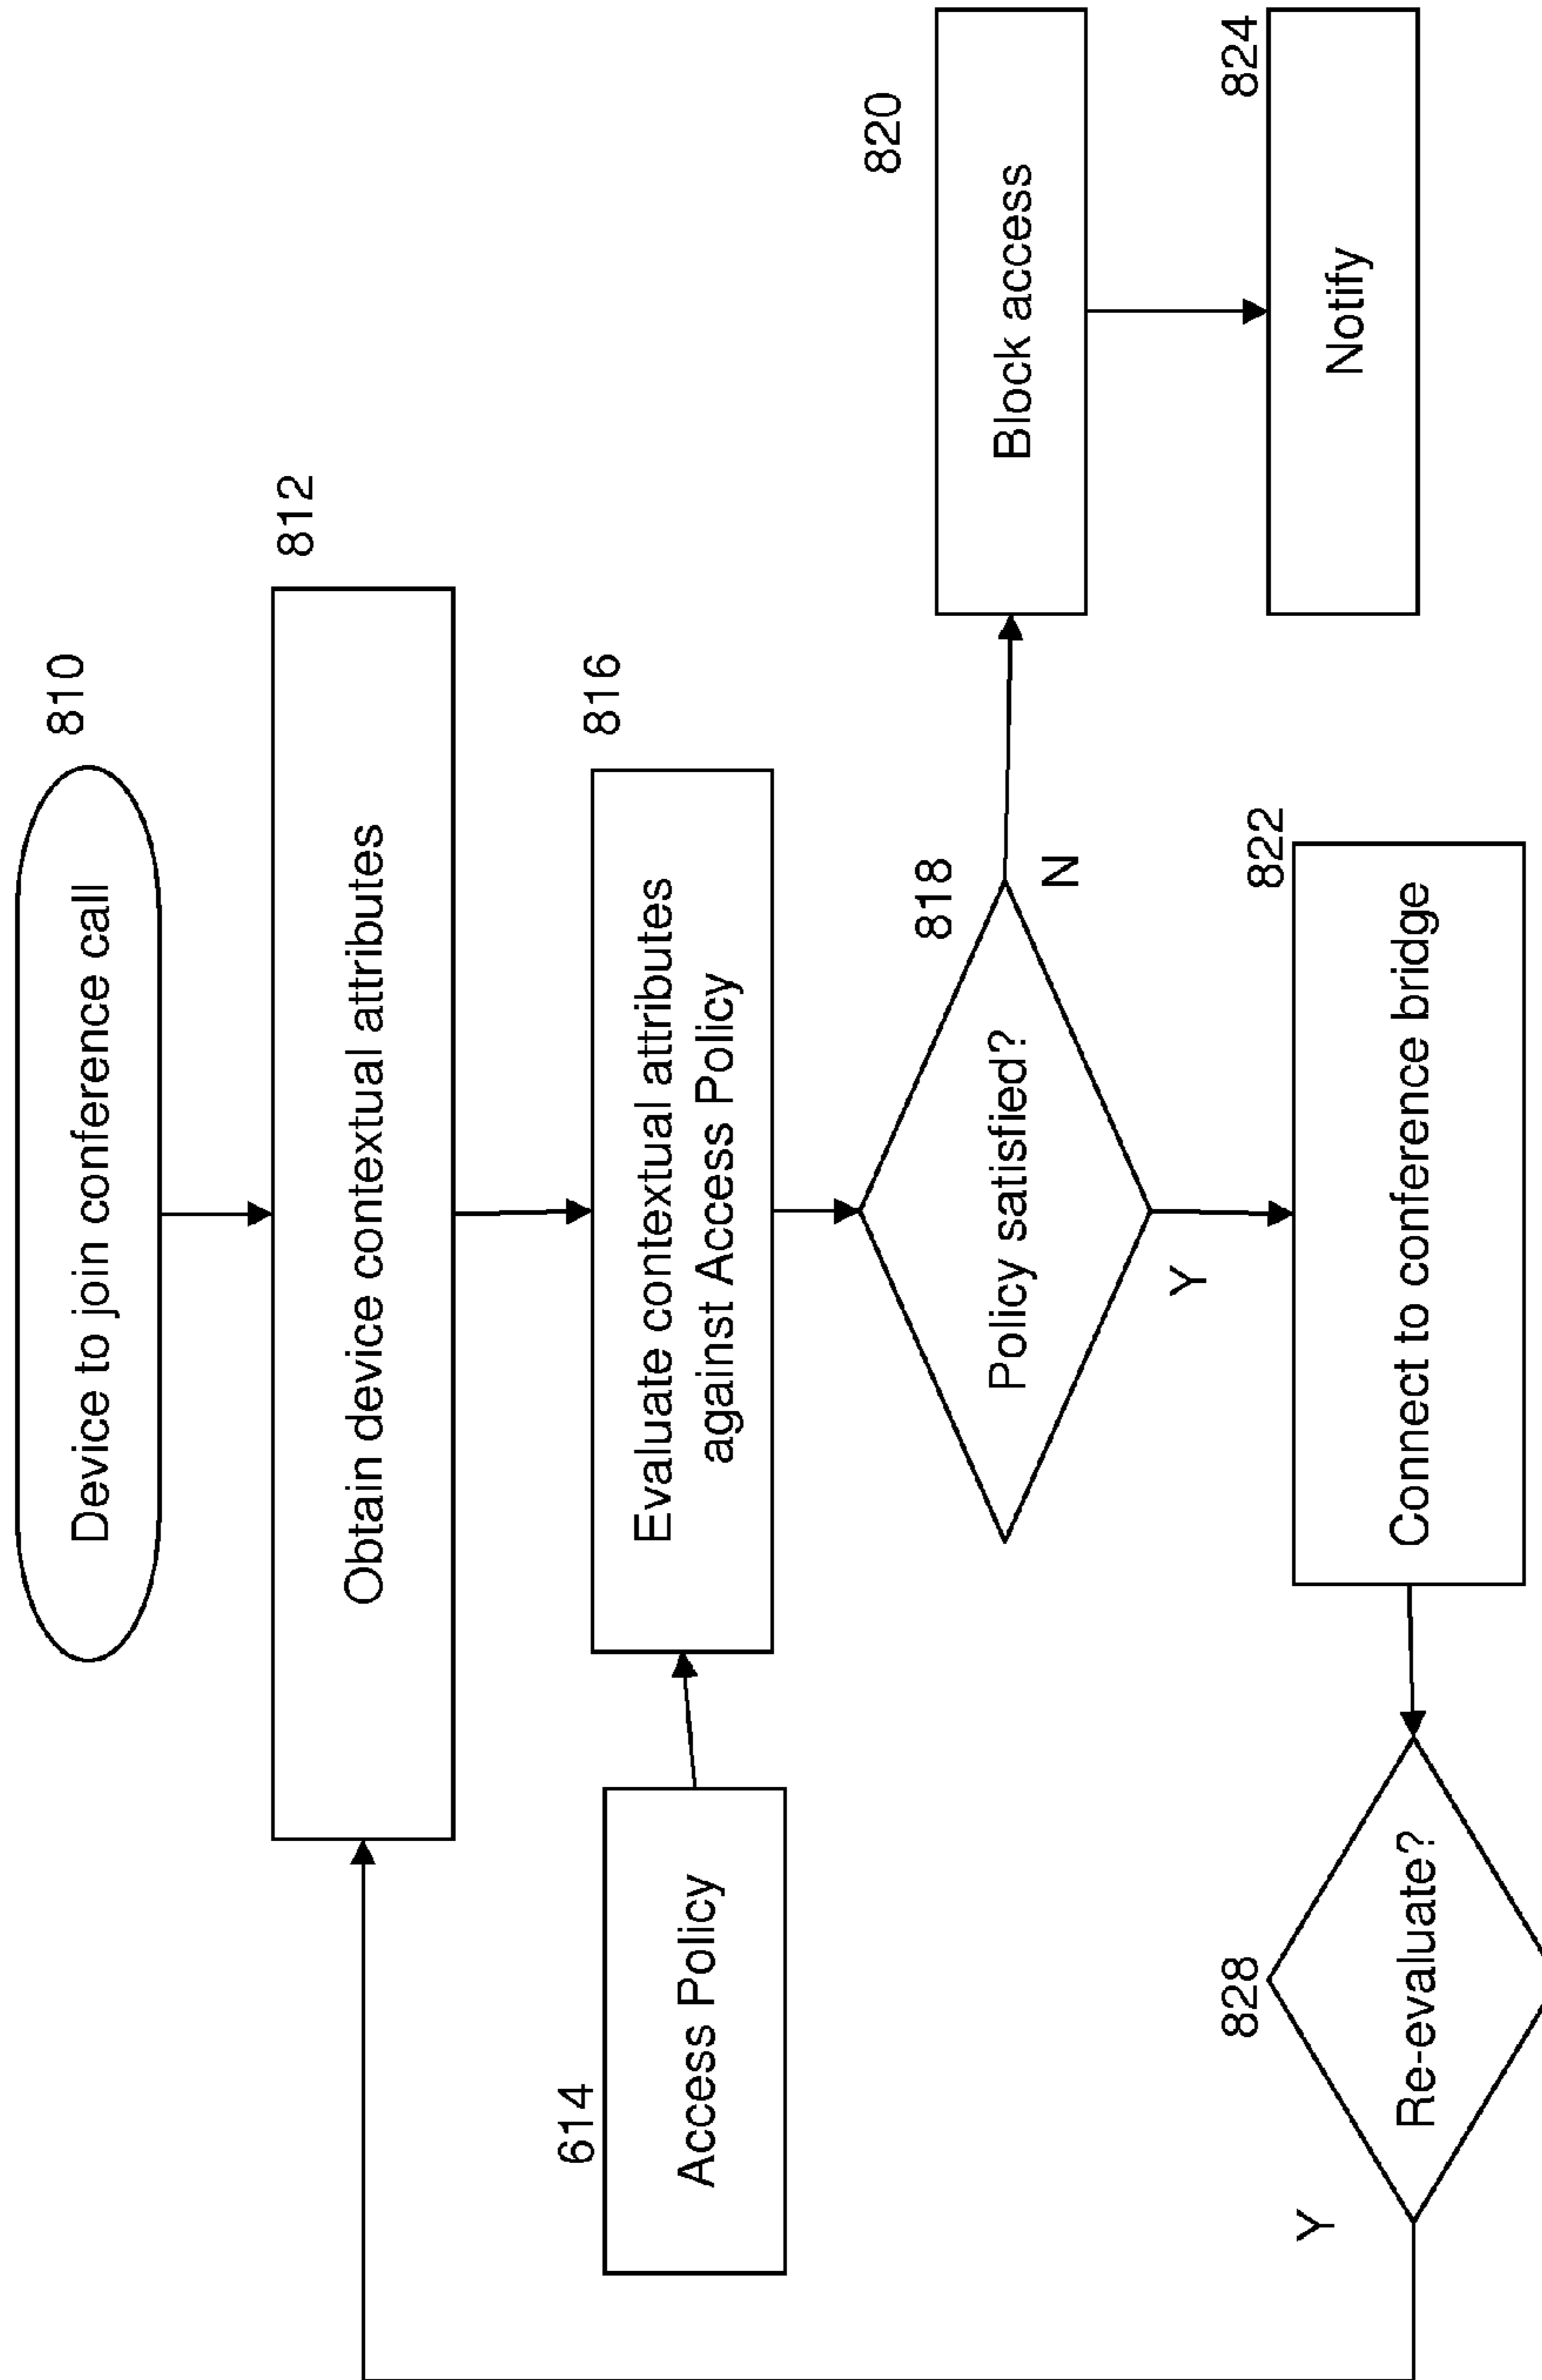 810
Device to join conference call
812
Obtain device contextual attributes
816
Evaluate contextual attributes
against Access Policy
614
Access Policy
818
Policy satisfied?
N
Y
820
Block access
824
Notify
822
Connect to conference bridge
828
Re-evaluate?
Y